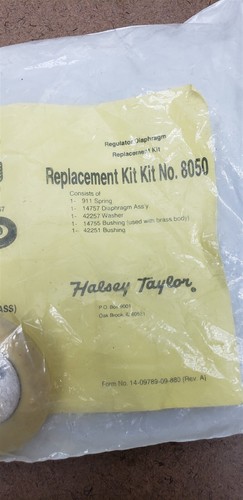 Regulator Diaphragm
Replacement Kit
Replacement Kit Kit No. 8050
Consists of
1- 911 Spring
1- 14757 Diaphragm Ass'y
1- 42257 Washer
1- 14755 Bushing (used with brass body)
1- 42251 Bushing
Halsey Taylor®
P.O. Box
Oak Brook, IL
ASS)
Form No. 14-09789-09-880 (Rev. A)